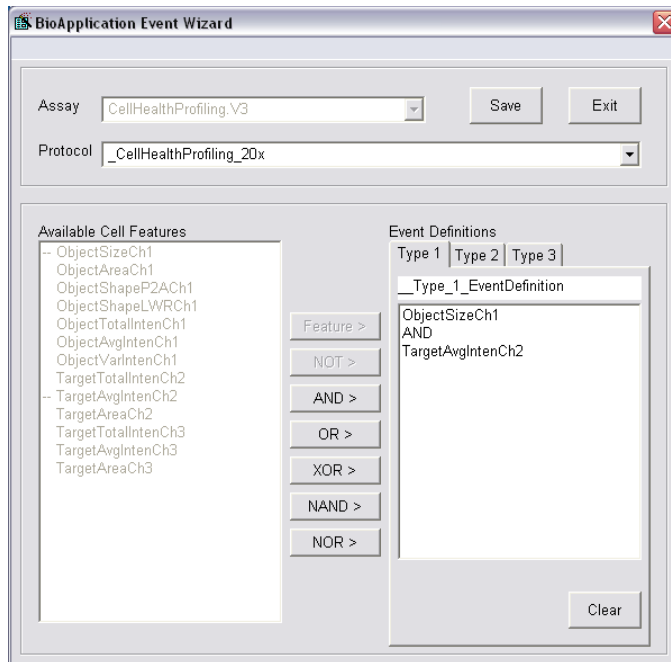 BioApplication Event Wizard
Assay
CellHealthProfiling.V3
Save
Exit
Protocol
_CellHealthProfiling_20x
Available Cell Features
-- ObjectSizeCh1
ObjectAreaCh1
ObjectShapeP2ACh1
ObjectShapeLWRCh1
ObjectTotalIntenCh1
ObjectAvgIntenCh1
ObjectVarIntenCh1
TargetTotalIntenCh2
-- TargetAvgIntenCh2
TargetAreaCh2
TargetTotalIntenCh3
TargetAvgIntenCh3
TargetAreaCh3
Feature >
NOT >
AND >
OR >
XOR >
NAND >
NOR >
Event Definitions
Type 1
Type 2
Type 3
__Type_1_EventDefinition
ObjectSizeCh1
AND
TargetAvgIntenCh2
Clear